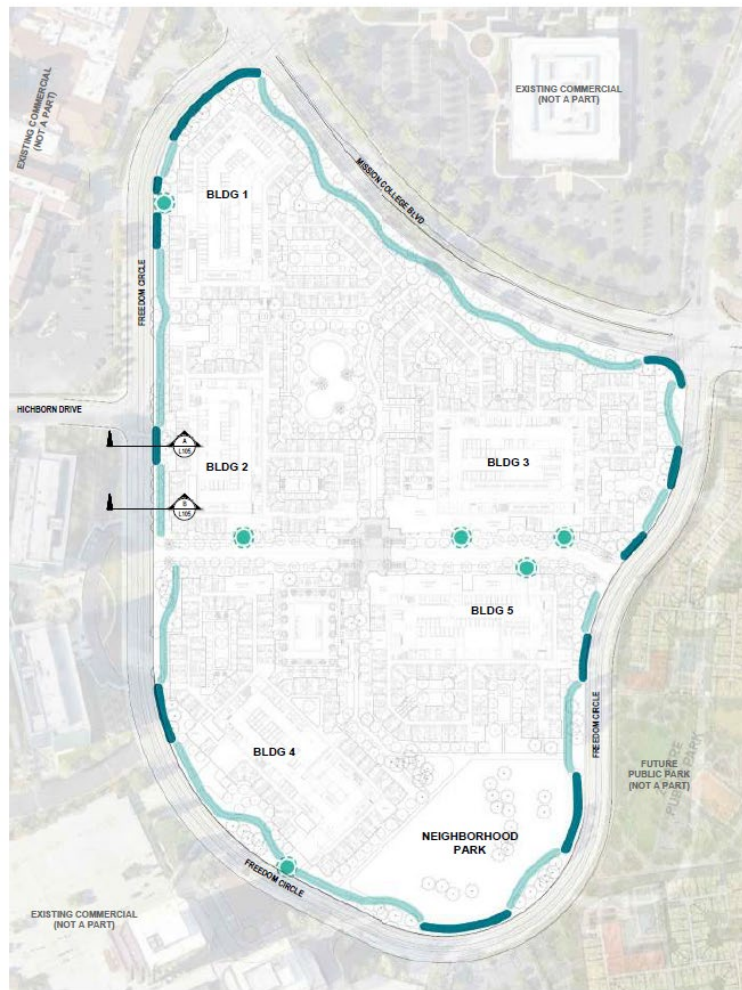 EXISTING COMMERCIAL
(NOT A PART)
EXISTING COMMERCIAL
(NOT A PART)
MISSION COLLEGE BLVD
BLDG 1
FREEDOM CIRCLE
HICHBORN DRIVE
A
L105
BLDG 2
BLDG 3
B
L105
BLDG 5
BLDG 4
FREEDOM CIRCLE
FUTURE
PUBLIC PARK
(NOT A PART)
NEIGHBORHOOD
PARK
FREEDOM CIRCLE
EXISTING COMMERCIAL
(NOT A PART)